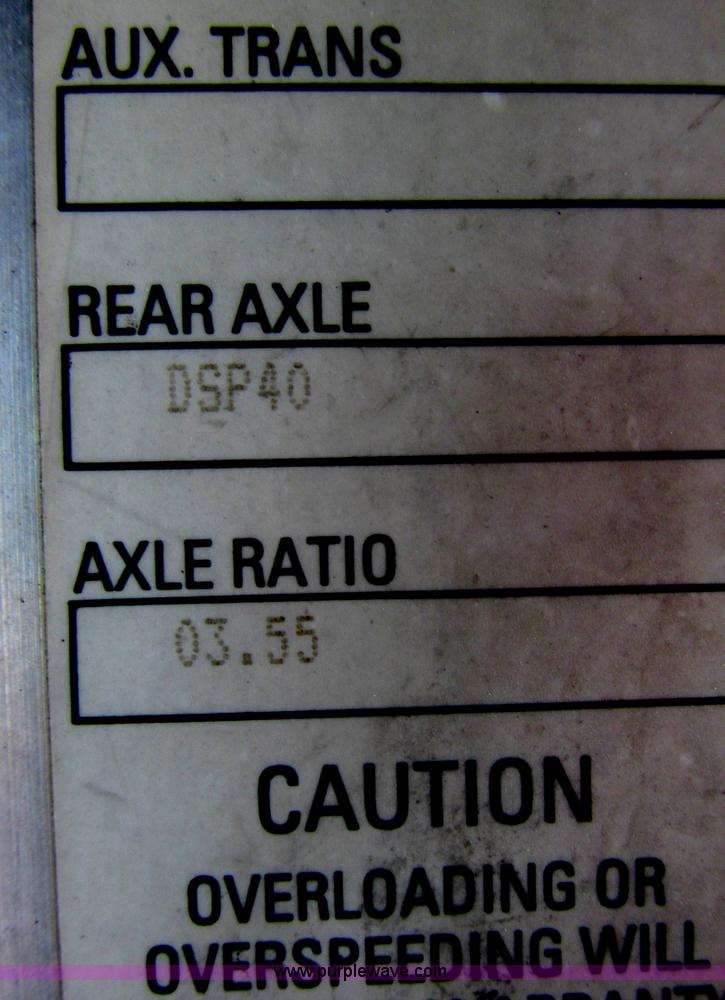 AUX. TRANS
REAR AXLE
DSP40
AXLE RATIO
03.55
CAUTION
OVERLOADING OR
OVERSPEEDING WILL
www.purplewave.com